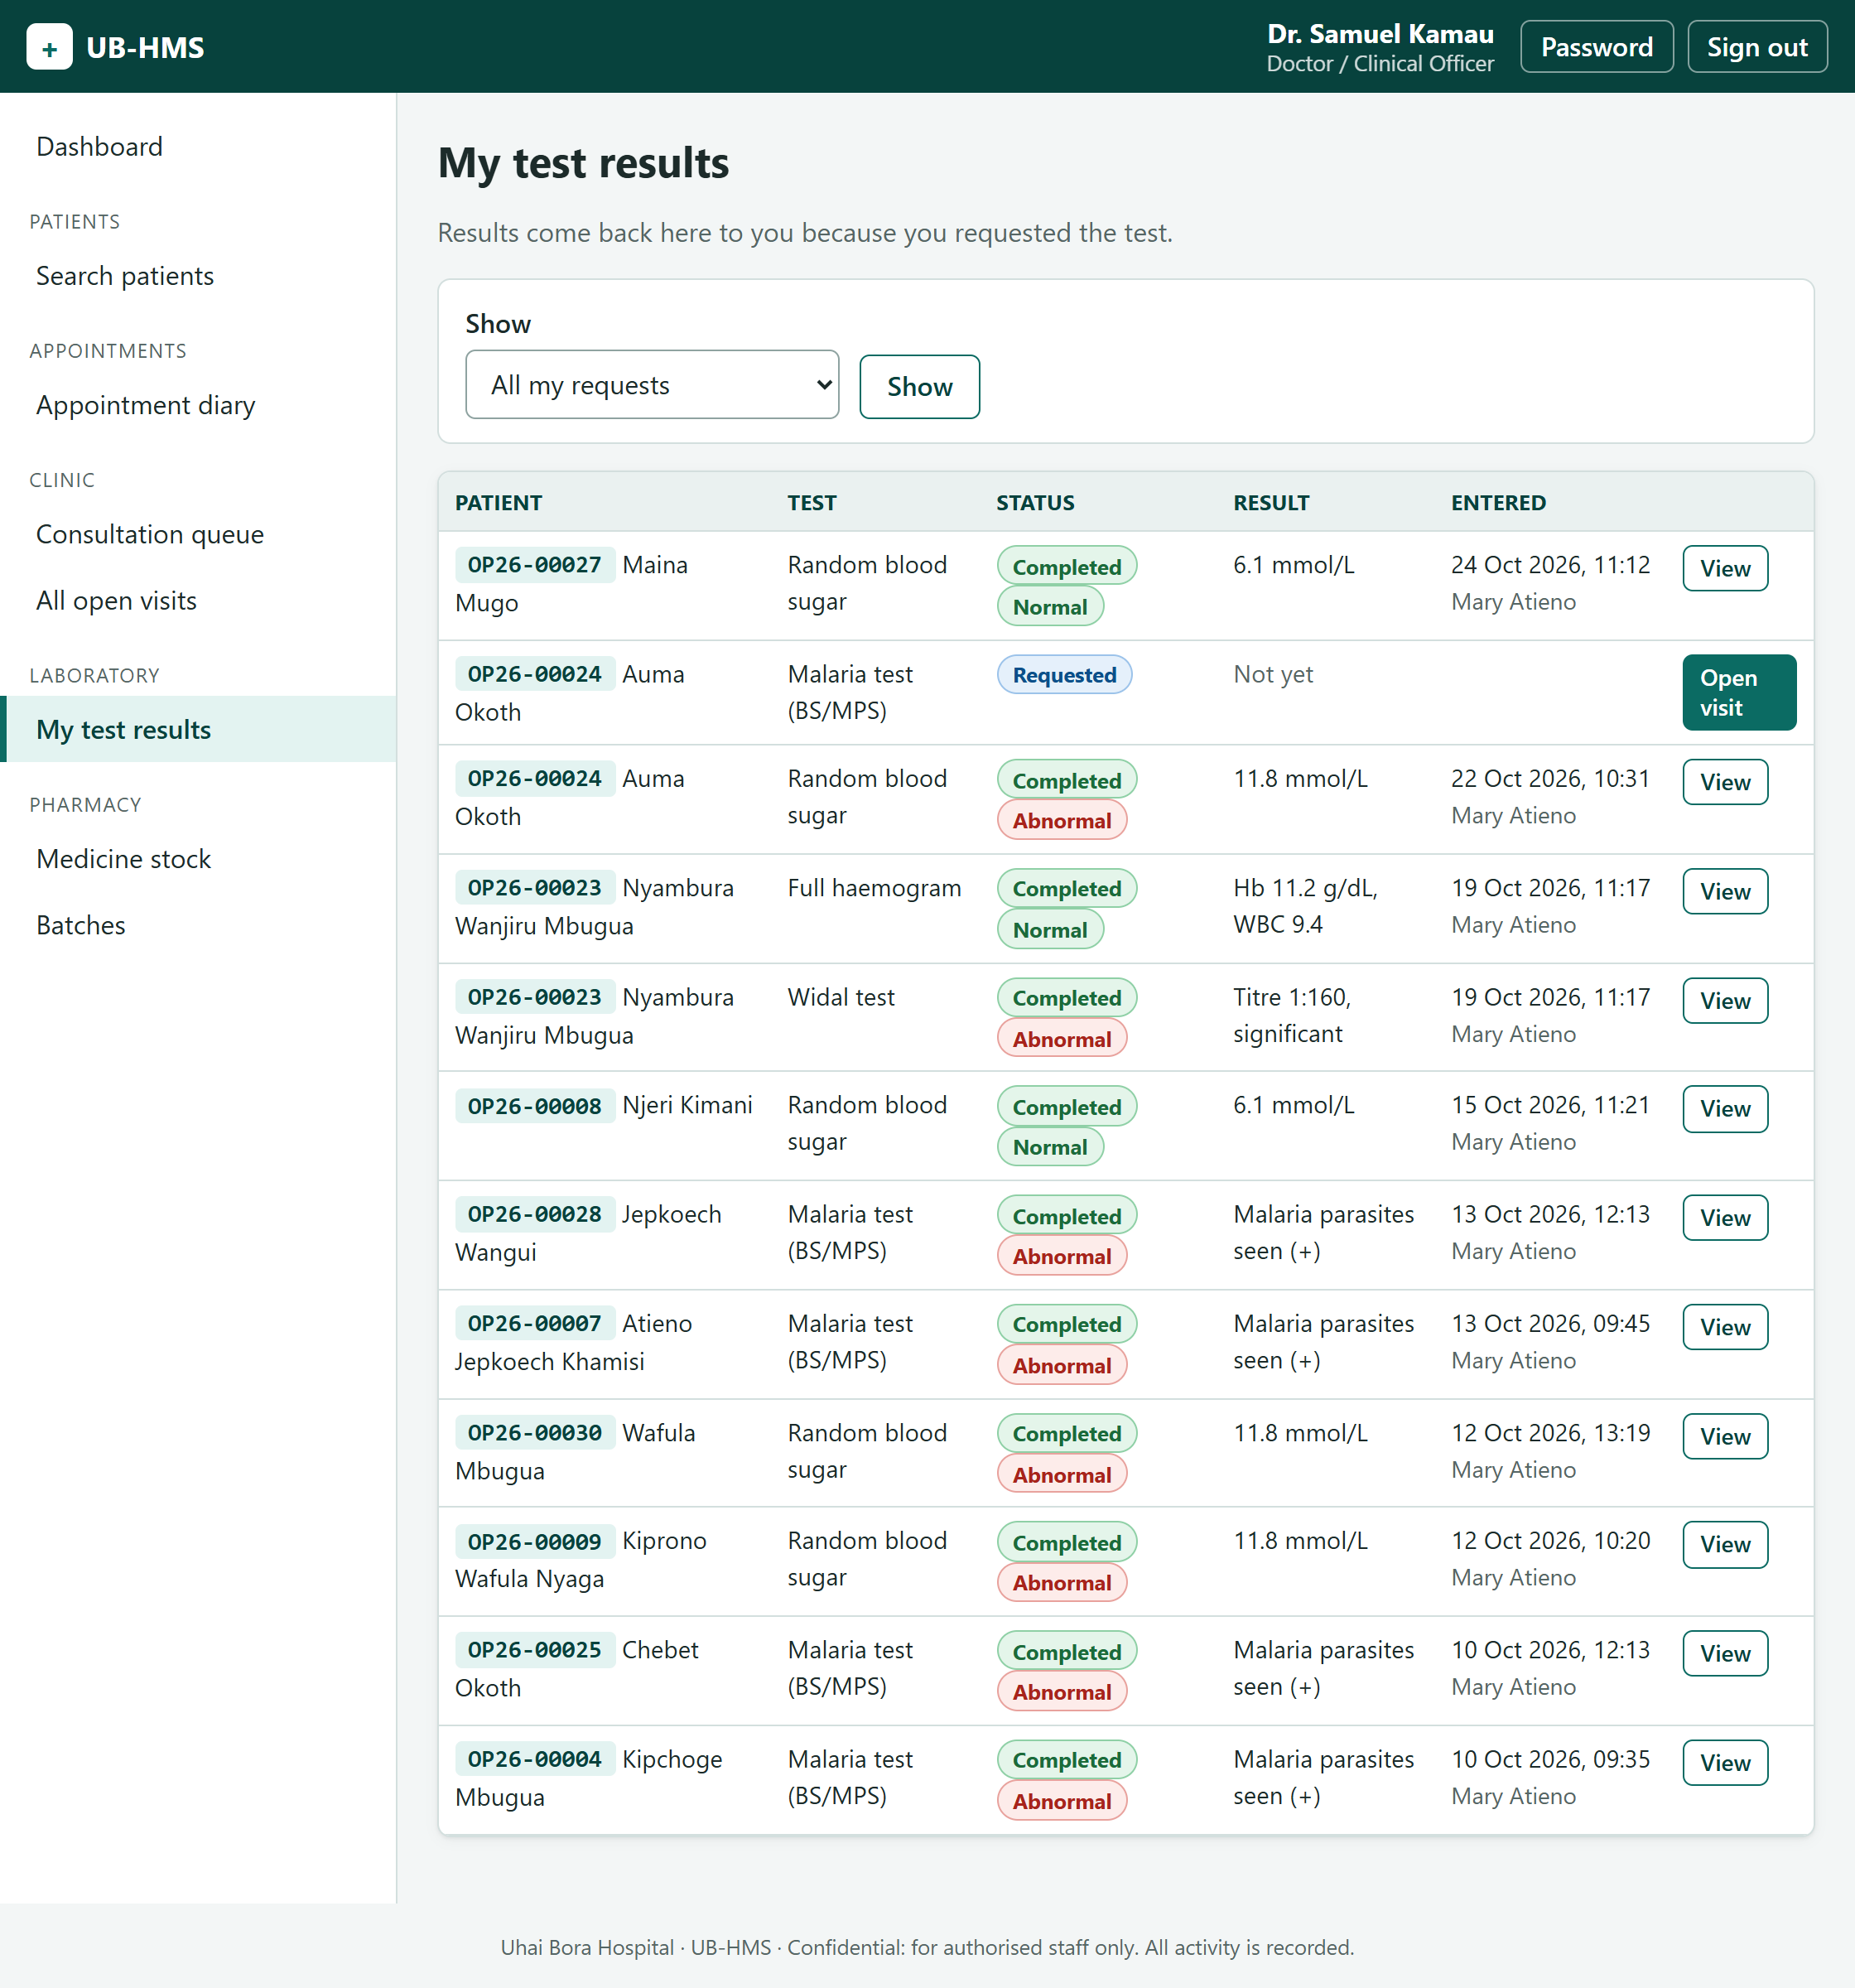 + UB-HMS
Dr. Samuel Kamau
Doctor / Clinical Officer
Password
Sign out
Dashboard
PATIENTS
Search patients
APPOINTMENTS
Appointment diary
CLINIC
Consultation queue
All open visits
LABORATORY
My test results
PHARMACY
Medicine stock
Batches
My test results
Results come back here to you because you requested the test.
Show
All my requests
Show
PATIENT TEST STATUS RESULT ENTERED
OP26-00027 Maina Random blood Completed 6.1 mmol/L 24 Oct 2026, 11:12 View
Mugo sugar Normal Mary Atieno
OP26-00024 Auma Malaria test Requested Not yet Open
Okoth (BS/MPS) visit
OP26-00024 Auma Random blood Completed 11.8 mmol/L 22 Oct 2026, 10:31 View
Okoth sugar Abnormal Mary Atieno
OP26-00023 Nyambura Full haemogram Completed Hb 11.2 g/dL, 19 Oct 2026, 11:17 View
Wanjiru Mbugua Normal WBC 9.4 Mary Atieno
OP26-00023 Nyambura Widal test Completed Titre 1:160, 19 Oct 2026, 11:17 View
Wanjiru Mbugua Abnormal significant Mary Atieno
OP26-00008 Njeri Kimani Random blood Completed 6.1 mmol/L 15 Oct 2026, 11:21 View
sugar Normal Mary Atieno
OP26-00028 Jepkoech Malaria test Completed Malaria parasites 13 Oct 2026, 12:13 View
Wangui (BS/MPS) Abnormal seen (+) Mary Atieno
OP26-00007 Atieno Malaria test Completed Malaria parasites 13 Oct 2026, 09:45 View
Jepkoech Khamisi (BS/MPS) Abnormal seen (+) Mary Atieno
OP26-00030 Wafula Random blood Completed 11.8 mmol/L 12 Oct 2026, 13:19 View
Mbugua sugar Abnormal Mary Atieno
OP26-00009 Kiprono Random blood Completed 11.8 mmol/L 12 Oct 2026, 10:20 View
Wafula Nyaga sugar Abnormal Mary Atieno
OP26-00025 Chebet Malaria test Completed Malaria parasites 10 Oct 2026, 12:13 View
Okoth (BS/MPS) Abnormal seen (+) Mary Atieno
OP26-00004 Kipchoge Malaria test Completed Malaria parasites 10 Oct 2026, 09:35 View
Mbugua (BS/MPS) Abnormal seen (+) Mary Atieno
Uhai Bora Hospital · UB-HMS · Confidential: for authorised staff only. All activity is recorded.